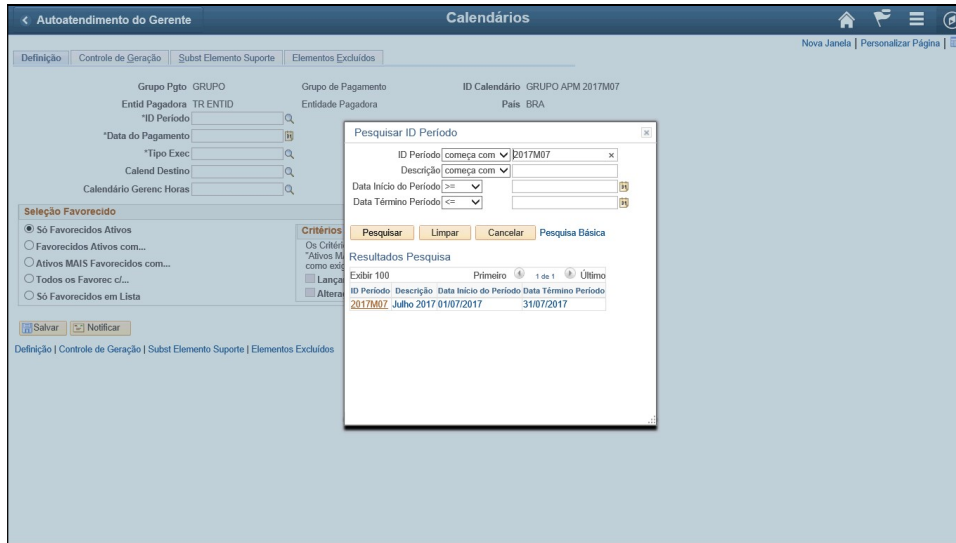 Autoatendimento do Gerente
Calendários
Nova Janela | Personalizar Página |
Definição
Controle de Geração
Subst Elemento Suporte
Elementos Excluídos
Grupo Pgto GRUPO Grupo de Pagamento ID Calendário GRUPO APM 2017M07
Entid Pagadora TR ENTID Entidade Pagadora País BRA
*ID Período
*Data do Pagamento
*Tipo Exec
Calend Destino
Calendário Gerenc Horas
Seleção Favorecido
Só Favorecidos Ativos
Favorecidos Ativos com...
Ativos MAIS Favorecidos com...
Todos os Favorec c/...
Só Favorecidos em Lista
Critérios
Os Critéri
"Ativos M
como exig
Lança
Altera
Salvar
Notificar
Definição | Controle de Geração | Subst Elemento Suporte | Elementos Excluídos
Pesquisar ID Período
ID Período começa com 2017M07 ×
Descrição começa com
Data Início do Período >=
Data Término Período <=
Pesquisar Limpar Cancelar Pesquisa Básica
Resultados Pesquisa
Exibir 100 Primeiro 1 de 1 Último
ID Período Descrição Data Início do Período Data Término Período
2017M07 Julho 2017 01/07/2017 31/07/2017